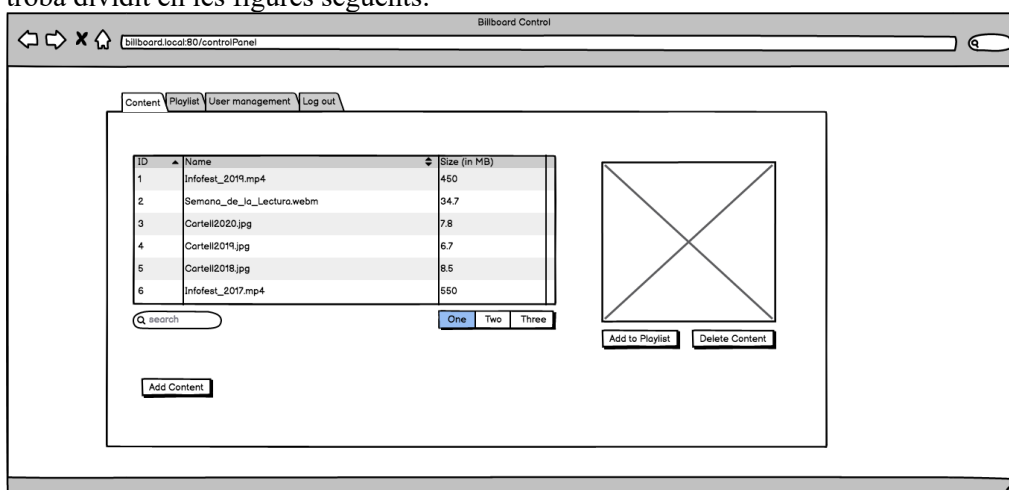 troba dividit en les figures següents:
Billboard Control
billboard.local:80/controlPanel
Content Playlist User management Log out
ID Name Size (in MB)
1 Infofest_2019.mp4 450
2 Semana_de_la_Lectura.webm 34.7
3 Cartell2020.jpg 7.8
4 Cartell2019.jpg 6.7
5 Cartell2018.jpg 8.5
6 Infofest_2017.mp4 550
search One Two Three
Add to Playlist Delete Content
Add Content